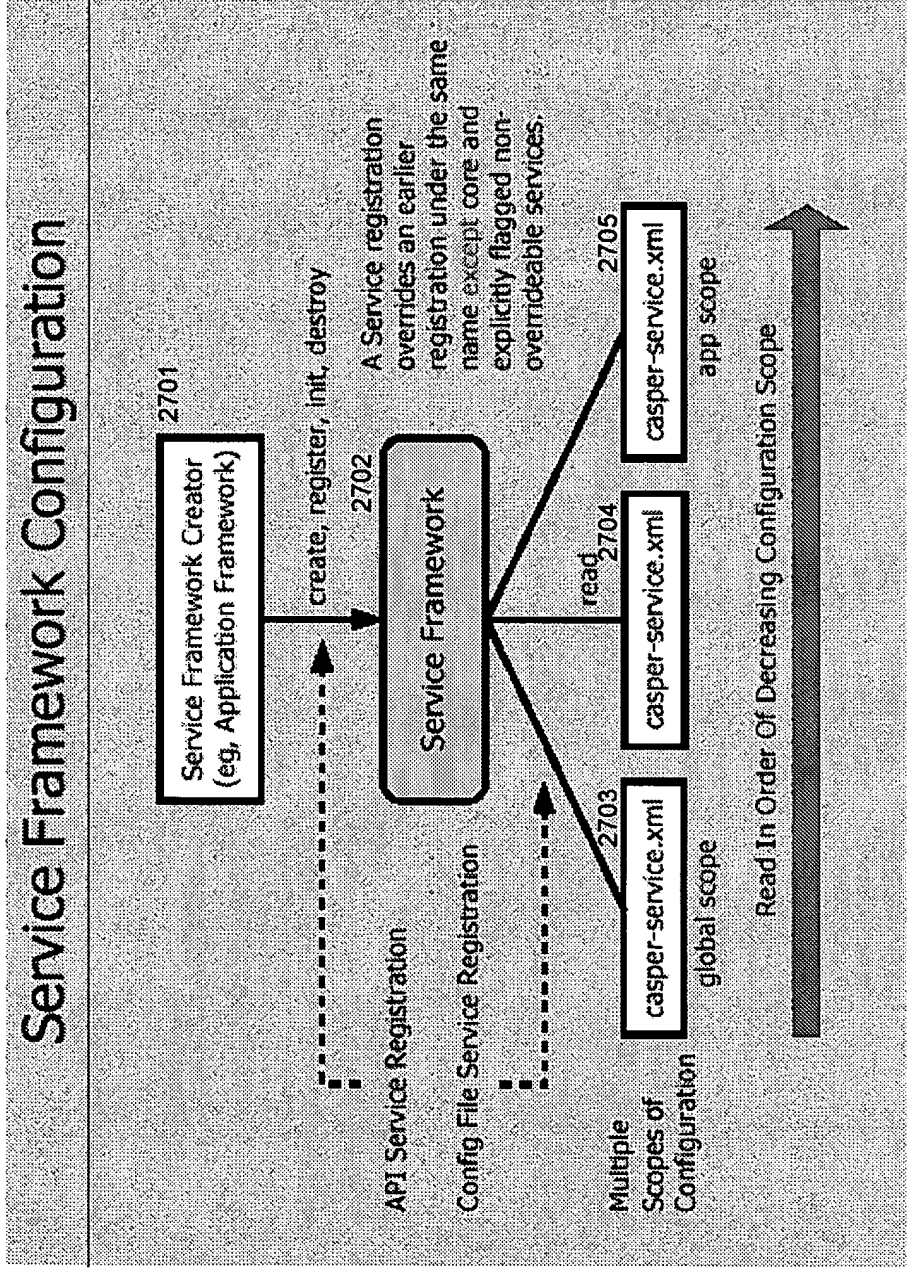 Service Framework Configuration
2701
Service Framework Creator
(eg, Application Framework)
create, register, init, destroy
2702
Service Framework
A Service registration
overrides an earlier
registration under the same
name except core and
explicitly flagged non-
overrideable services.
API Service Registration
Config File Service Registration
read
Multiple
Scopes of
Configuration
2703
casper-service.xml
global scope
2704
casper-service.xml
2705
casper-service.xml
app scope
Read In Order Of Decreasing Configuration Scope